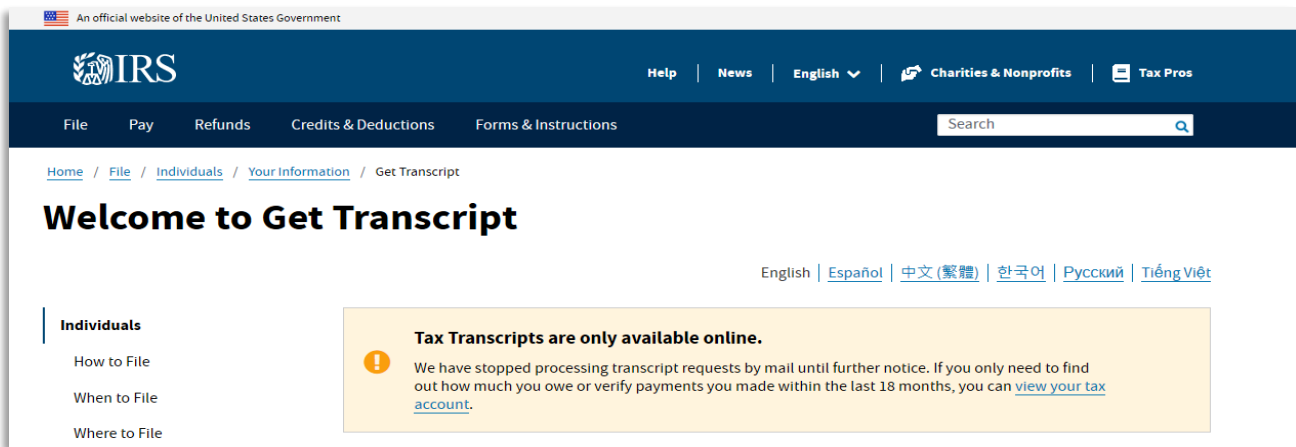 An official website of the United States Government
IRS
Help
News
English
Charities & Nonprofits
Tax Pros
File
Pay
Refunds
Credits & Deductions
Forms & Instructions
Search
Home / File / Individuals / Your Information / Get Transcript
Welcome to Get Transcript
English | Español | 中文 (繁體) | 한국어 | Русский | Tiếng Việt
Individuals
How to File
When to File
Where to File
Tax Transcripts are only available online.
We have stopped processing transcript requests by mail until further notice. If you only need to find
out how much you owe or verify payments you made within the last 18 months, you can view your tax
account.